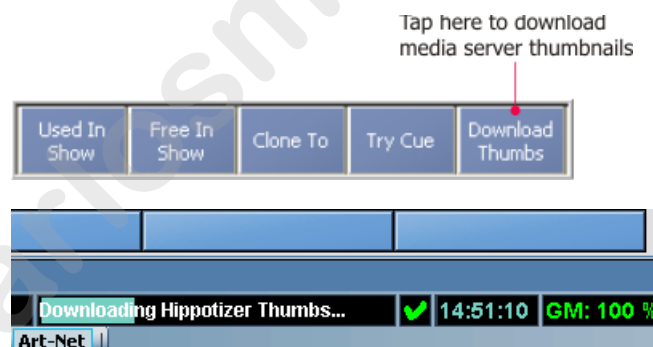 Tap here to download
media server thumbnails
Used In
Show
Free In
Show
Clone To
Try Cue
Download
Thumbs
Downloading Hippotizer Thumbs...
14:51:10
GM: 100 %
Art-Net